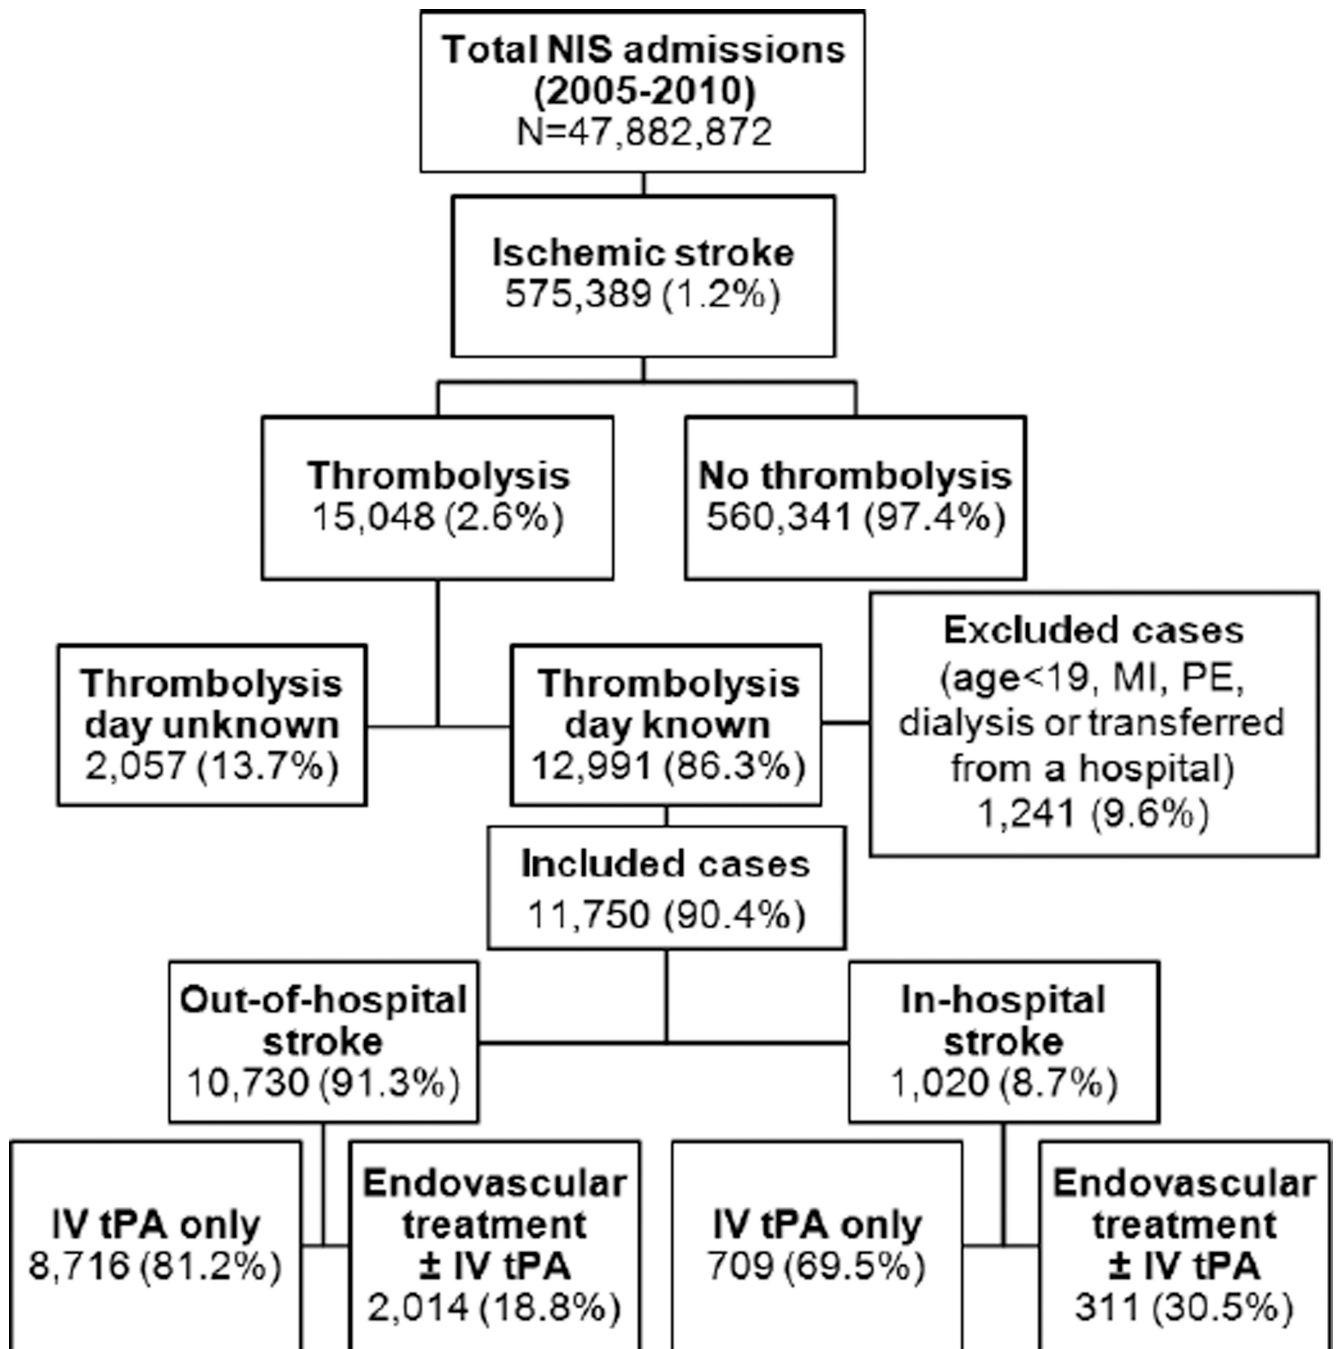 Total NIS admissions
(2005-2010)
N=47,882,872
Ischemic stroke
575,389 (1.2%)
Thrombolysis
15,048 (2.6%)
No thrombolysis
560,341 (97.4%)
Thrombolysis
day unknown
2,057 (13.7%)
Thrombolysis
day known
12,991 (86.3%)
Excluded cases
(age<19, MI, PE,
dialysis or transferred
from a hospital)
1,241 (9.6%)
Included cases
11,750 (90.4%)
Out-of-hospital
stroke
10,730 (91.3%)
In-hospital
stroke
1,020 (8.7%)
IV tPA only
8,716 (81.2%)
Endovascular
treatment
± IV tPA
2,014 (18.8%)
IV tPA only
709 (69.5%)
Endovascular
treatment
± IV tPA
311 (30.5%)